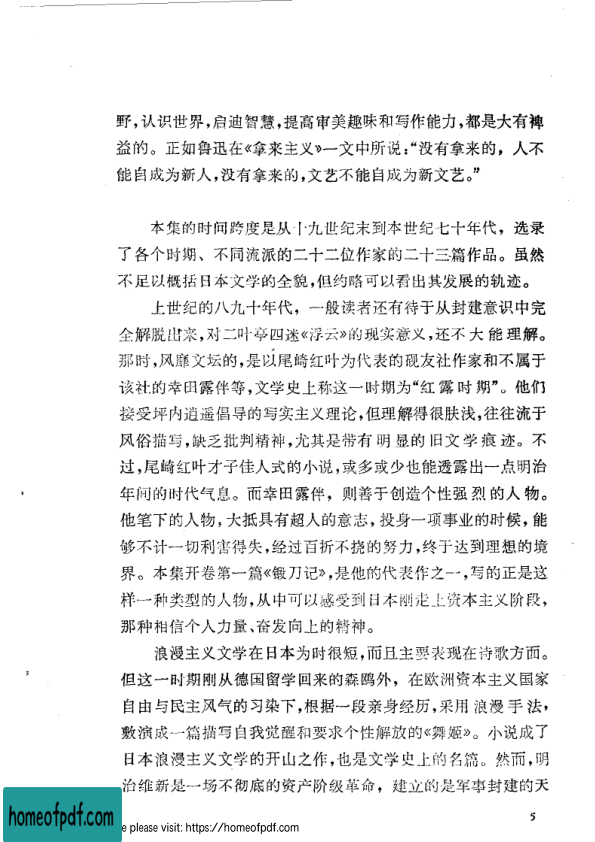 野,认识世界,启迪智慧,提高审美趣味和写作能力,都是大有裨
益的。正如鲁迅在《拿来主义》一文中所说:“没有拿来的,人不
能自成为新人,没有拿来的,文艺不能自成为新文艺。”
本集的时间跨度是从十九世纪末到本世纪七十年代,选录
了各个时期、不同流派的二十二位作家的二十三篇作品。虽然
不足以概括日本文学的全貌,但约略可以看出其发展的轨迹。
上世纪的八九十年代,一般读者还有待于从封建意识中完
全解脱出来,对二叶亭四迷《浮云》的现实意义,还不大能理解。
那时,风靡文坛的,是以尾崎红叶为代表的砚友社作家和不属于
该社的幸田露伴等,文学史上称这一时期为“红露时期”。他们
接受坪内逍遥倡导的写实主义理论,但理解得很肤浅,往往流于
风俗描写,缺乏批判精神,尤其是带有明显的旧文学痕迹。不
过,尾崎红叶才子佳人式的小说,或多或少也能透露出一点明治
年间的时代气息。而幸田露伴,则善于创造个性强烈的人物。
他笔下的人物,大抵具有超人的意志,投身一项事业的时候,能
够不计一切利害得失,经过百折不挠的努力,终于达到理想的境
界。本集开卷第一篇《锻刀记》,是他的代表作之一,写的正是这
样一种类型的人物,从中可以感受到日本刚走上资本主义阶段,
那种相信个人力量、奋发向上的精神。
浪漫主义文学在日本为时很短,而且主要表现在诗歌方面。
但这一时期刚从德国留学回来的森鸥外,在欧洲资本主义国家
自由与民主风气的习染下,根据一段亲身经历,采用浪漫手法,
敷演成一篇描写自我觉醒和要求个性解放的《舞姬》。小说成了
日本浪漫主义文学的开山之作,也是文学史上的名篇。然而,明
治维新是一场不彻底的资产阶级革命,建立的是军事封建的天
5
homeofpdf.com
e please visit: https://homeofpdf.com